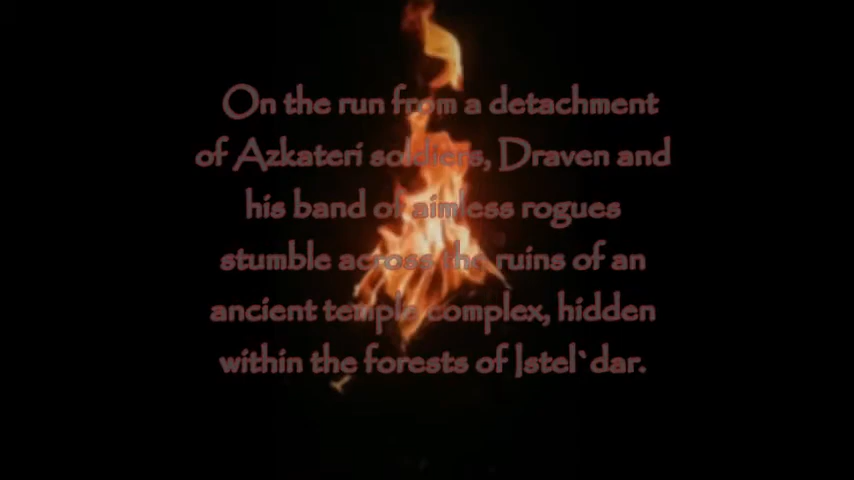 On the run from a detachment
of Azkateri soldiers, Draven and
his band of aimless rogues
stumble across the ruins of an
ancient temple complex, hidden
within the forests of Jstel`dar.